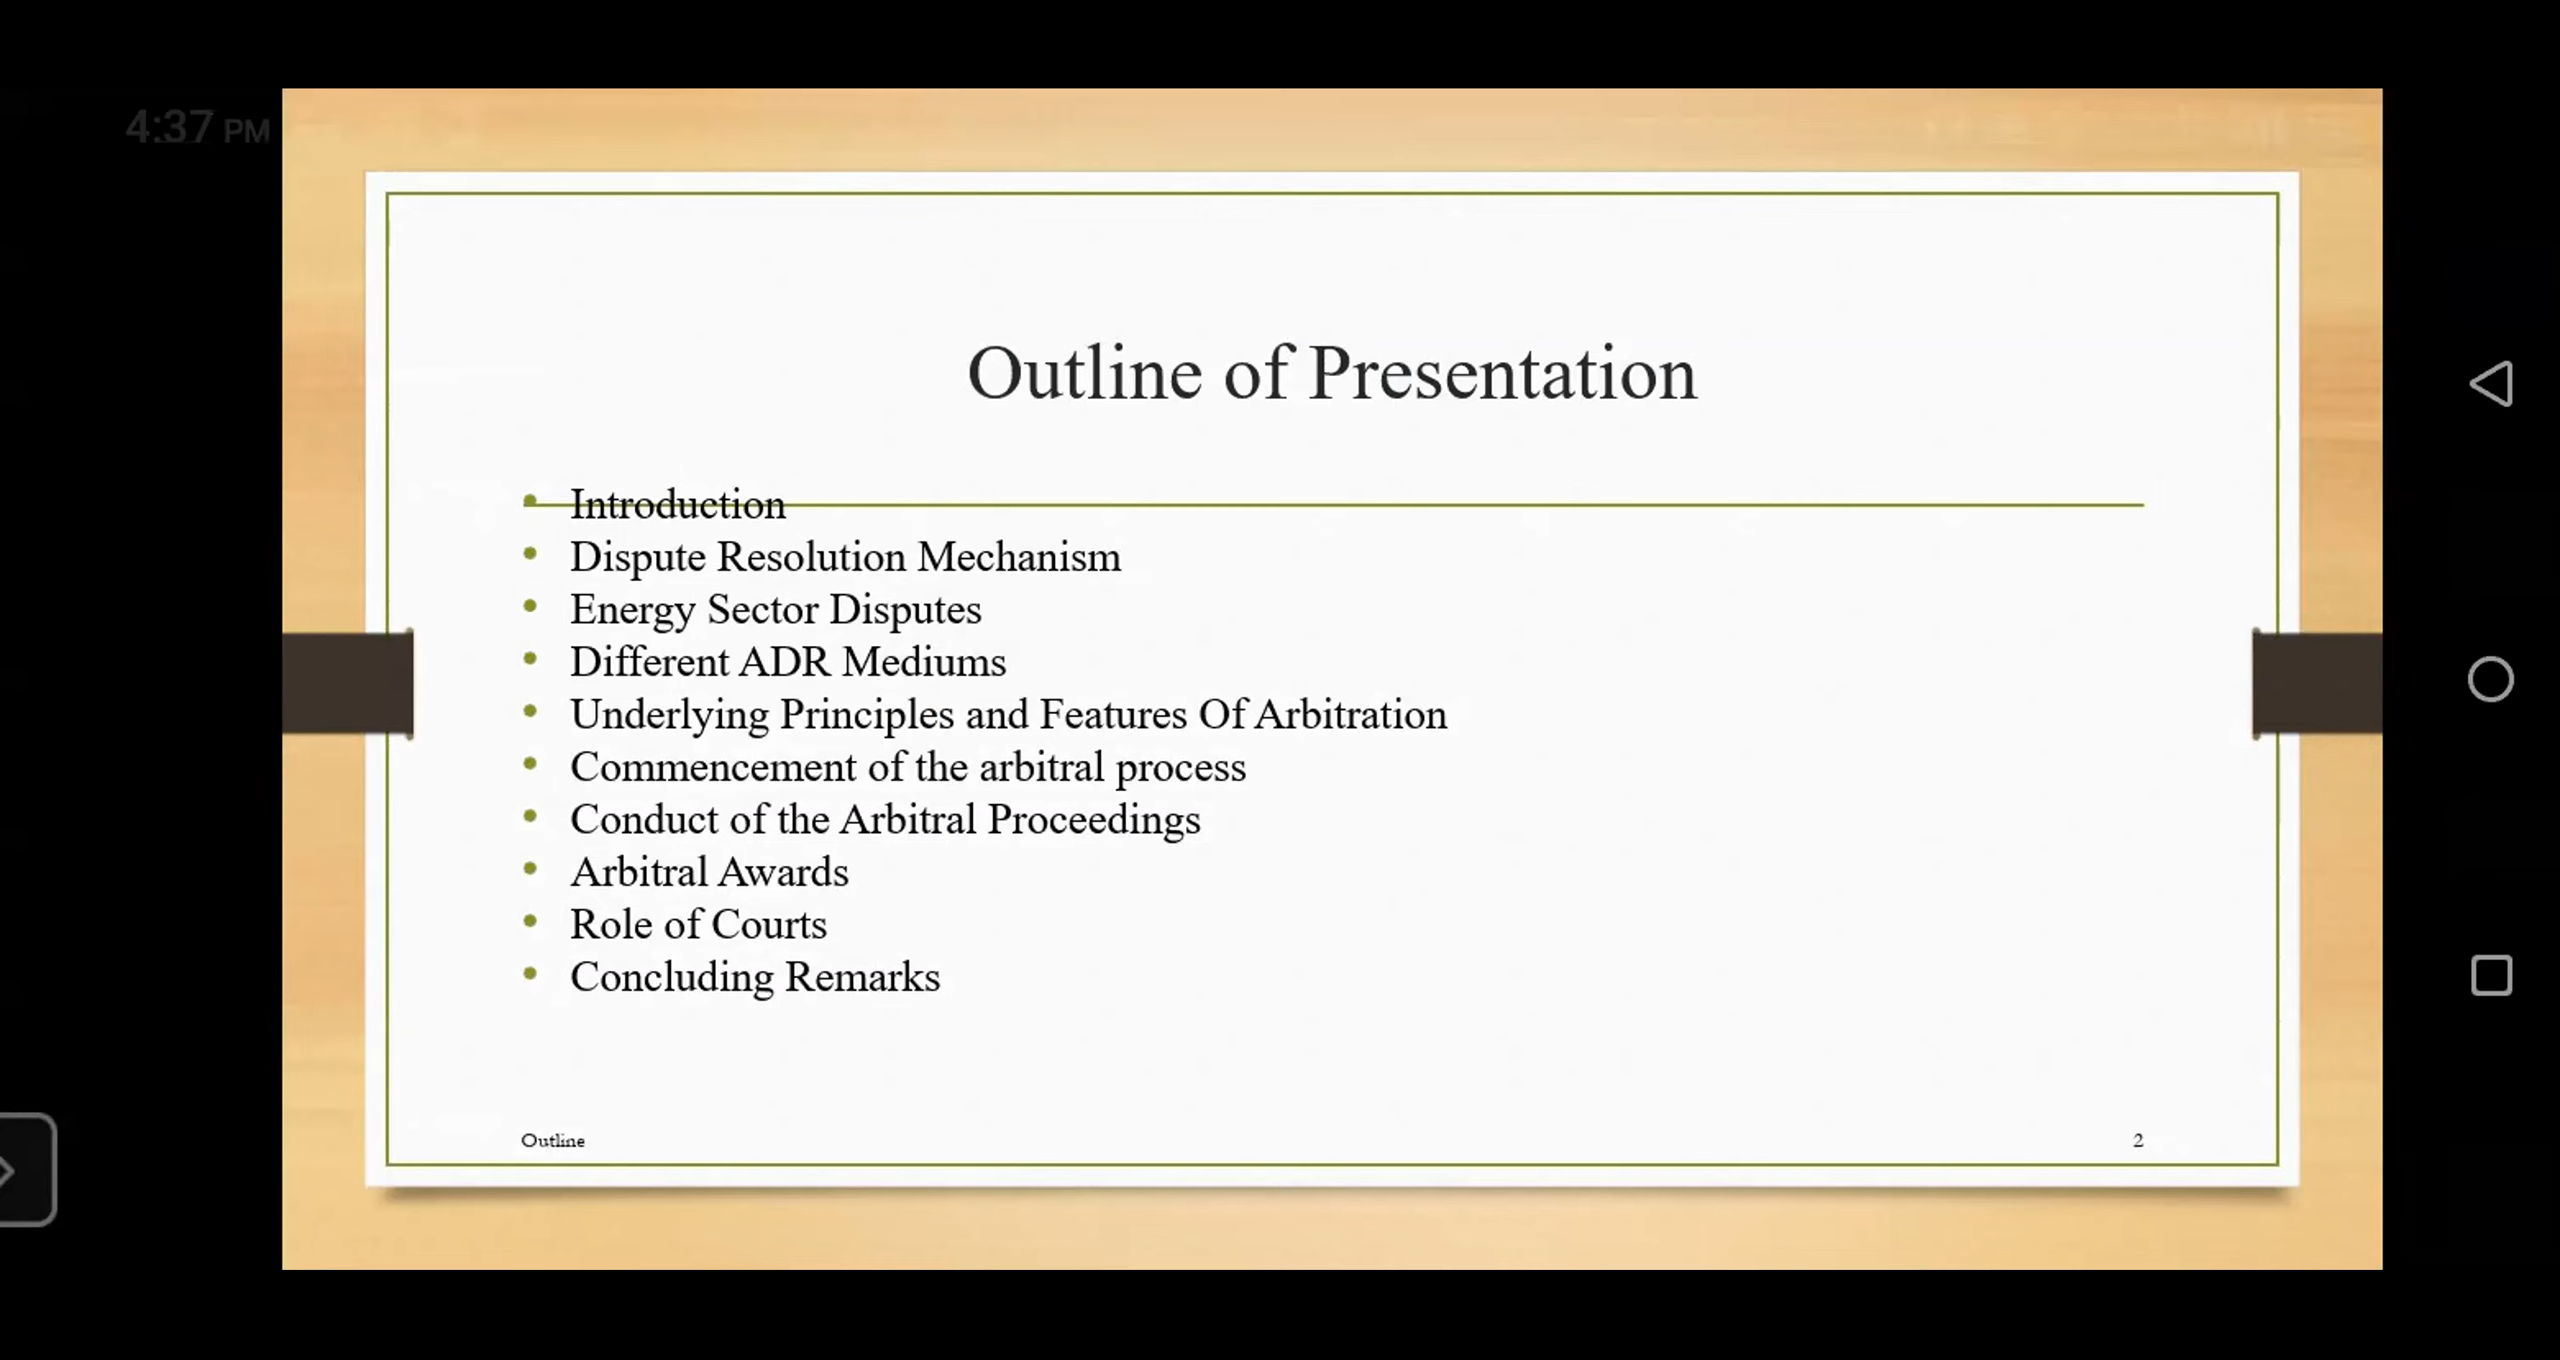 4:37 PM
Outline of Presentation
• Introduction
• Dispute Resolution Mechanism
• Energy Sector Disputes
• Different ADR Mediums
• Underlying Principles and Features Of Arbitration
• Commencement of the arbitral process
• Conduct of the Arbitral Proceedings
• Arbitral Awards
• Role of Courts
• Concluding Remarks
Outline
2